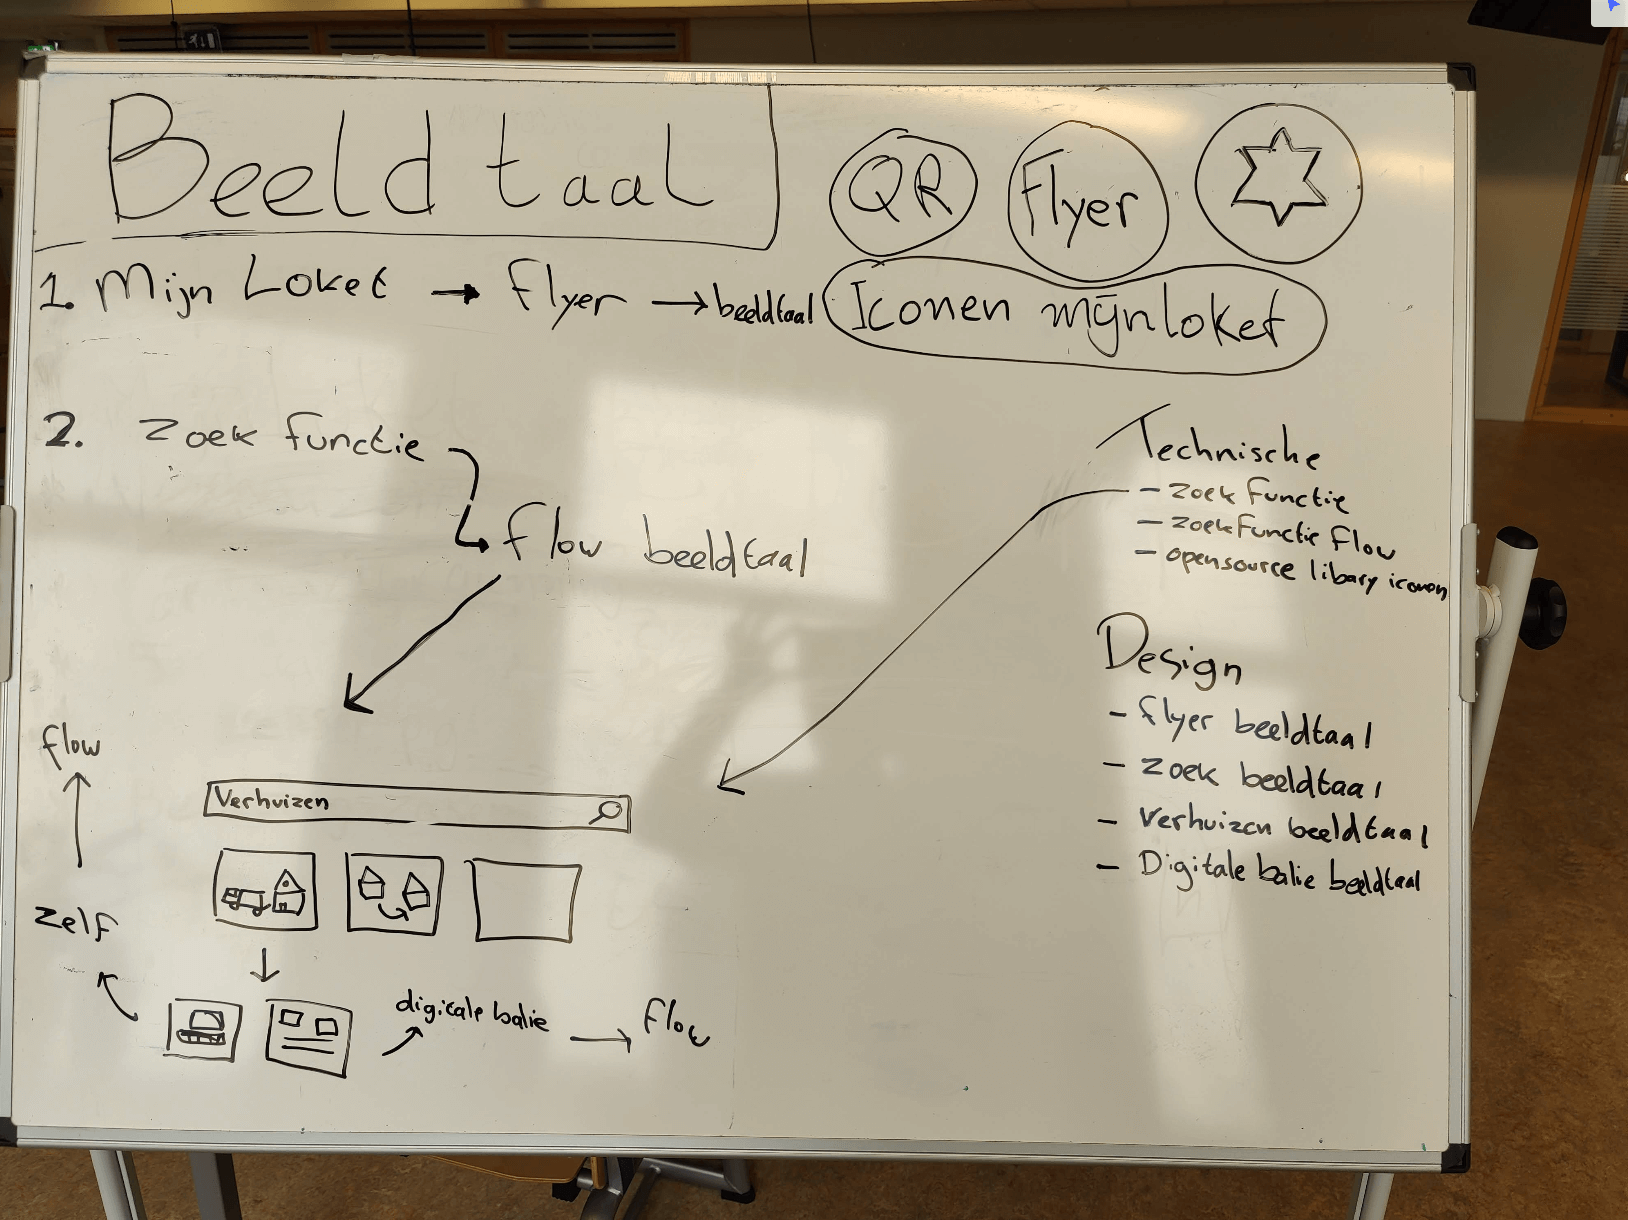 Beeld taal
QR
Flyer
1. Mijn Loket → flyer → beeldtaal
Iconen mijnloket
2. zoek functie
flow beeldtaal
Technische
- zoek functie
- zoekfunctie flow
- opensource libary iconen
Design
- flyer beeldtaal
- zoek beeldtaal
- Verhuizen beeldtaal
- Digitale balie beeldtaal
flow
Verhuizen
zelf
digitale balie → flow